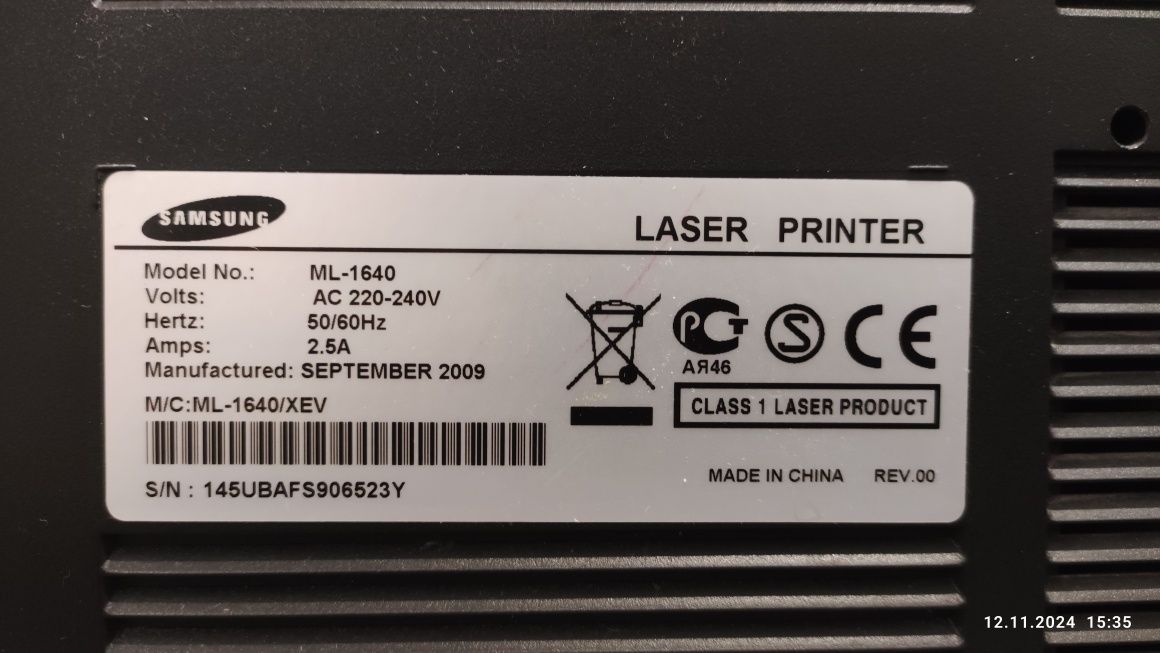 SAMSUNG
LASER PRINTER
Model No.: ML-1640
Volts: AC 220-240V
Hertz: 50/60Hz
Amps: 2.5A
Manufactured: SEPTEMBER 2009
M/C:ML-1640/XEV
S/N : 145UBAFS906523Y
РСТ
АЯ46
S
CE
CLASS 1 LASER PRODUCT
MADE IN CHINA REV.00
12.11.2024 15:35